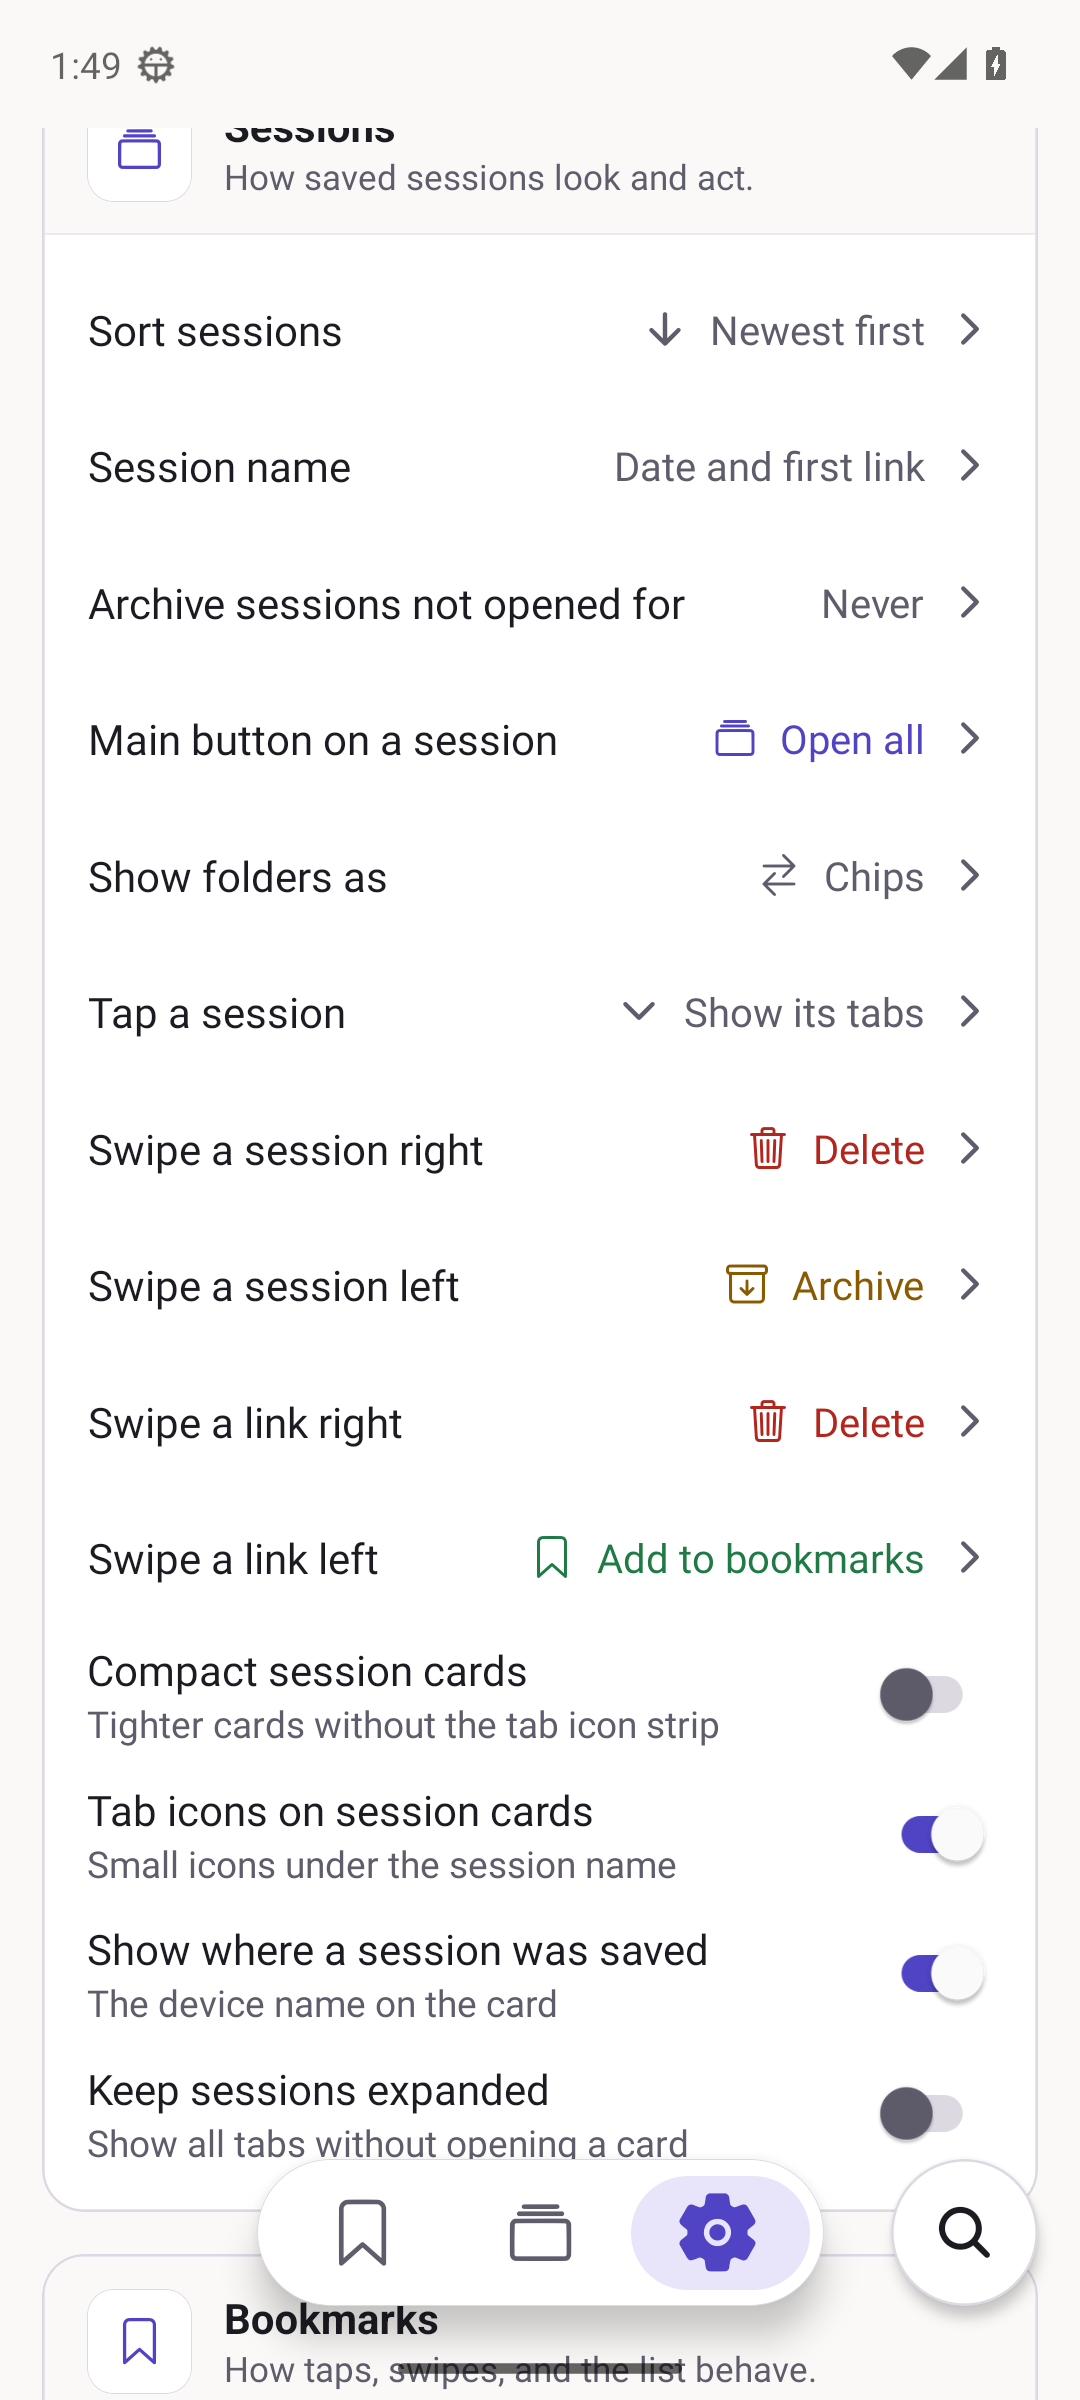 1:49
Sessions
How saved sessions look and act.
Sort sessions Newest first
Session name Date and first link
Archive sessions not opened for Never
Main button on a session Open all
Show folders as Chips
Tap a session Show its tabs
Swipe a session right Delete
Swipe a session left Archive
Swipe a link right Delete
Swipe a link left Add to bookmarks
Compact session cards
Tighter cards without the tab icon strip
Tab icons on session cards
Small icons under the session name
Show where a session was saved
The device name on the card
Keep sessions expanded
Show all tabs without opening a card
Bookmarks
How taps, swipes, and the list behave.